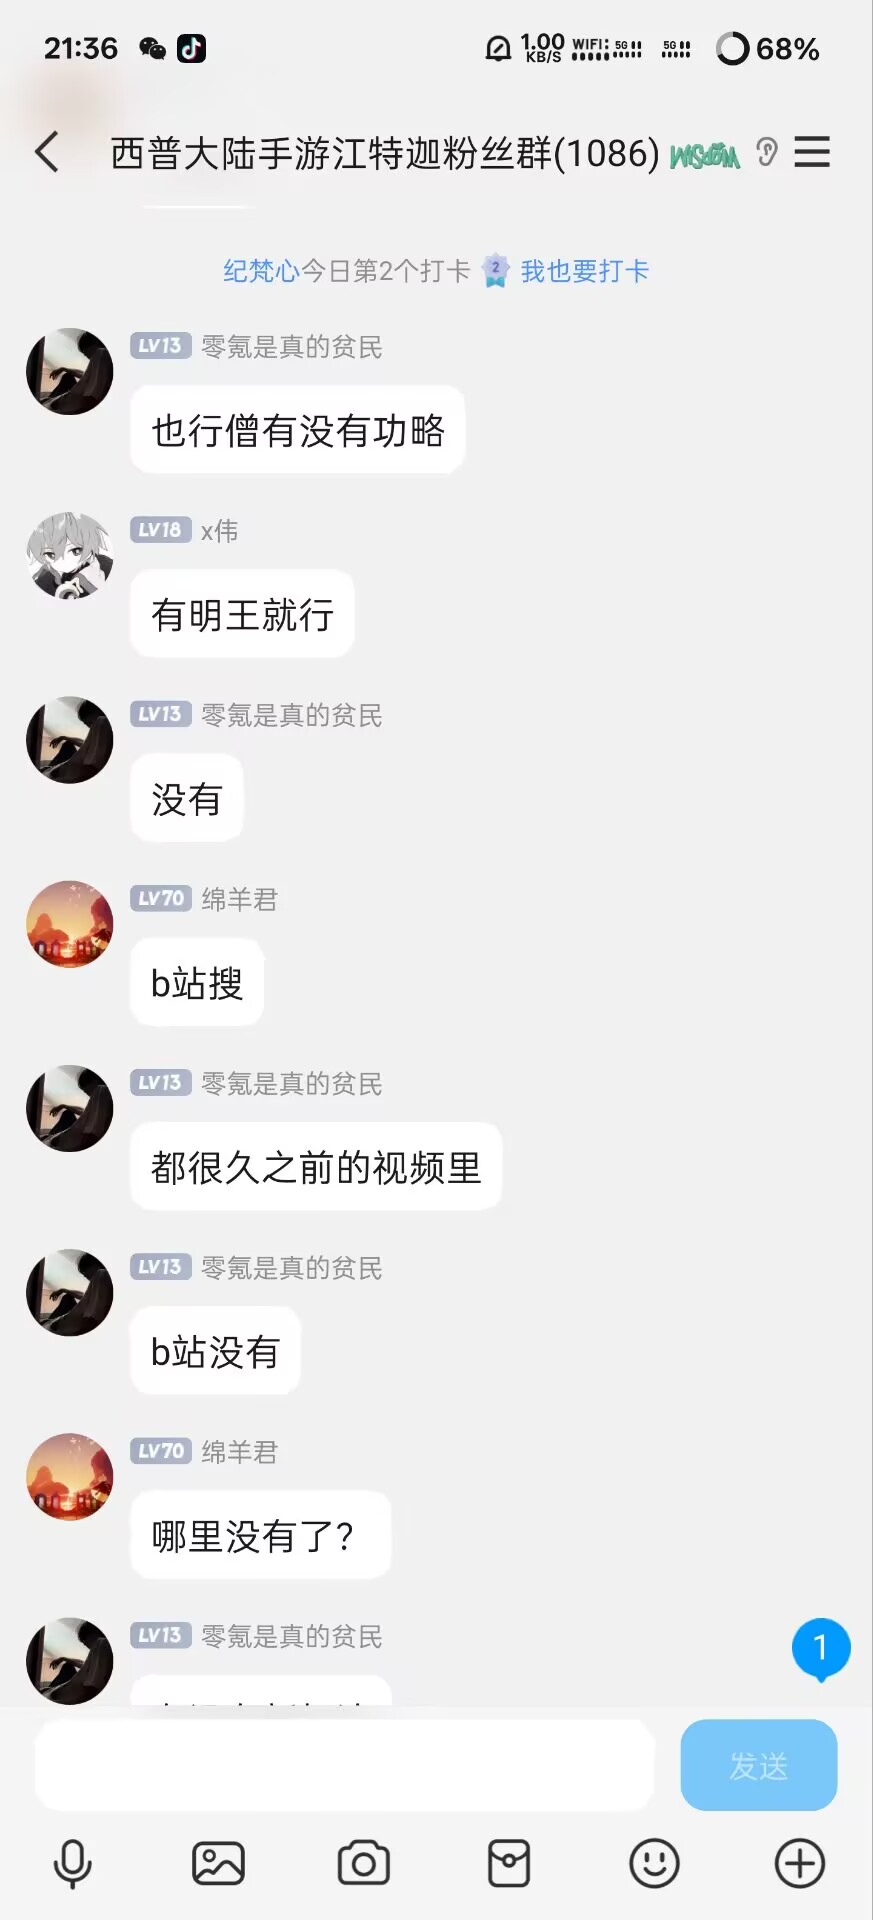 21:36
1.00 KB/S WIFI: 5G 5G 68%
西普大陆手游江特迦粉丝群(1086) WISDOM
纪梵心今日第2个打卡 2 我也要打卡
LV13 零氪是真的贫民
也行僧有没有功略
LV18 x伟
有明王就行
LV13 零氪是真的贫民
没有
LV70 绵羊君
b站搜
LV13 零氪是真的贫民
都很久之前的视频里
LV13 零氪是真的贫民
b站没有
LV70 绵羊君
哪里没有了?
LV13 零氪是真的贫民
1
发送